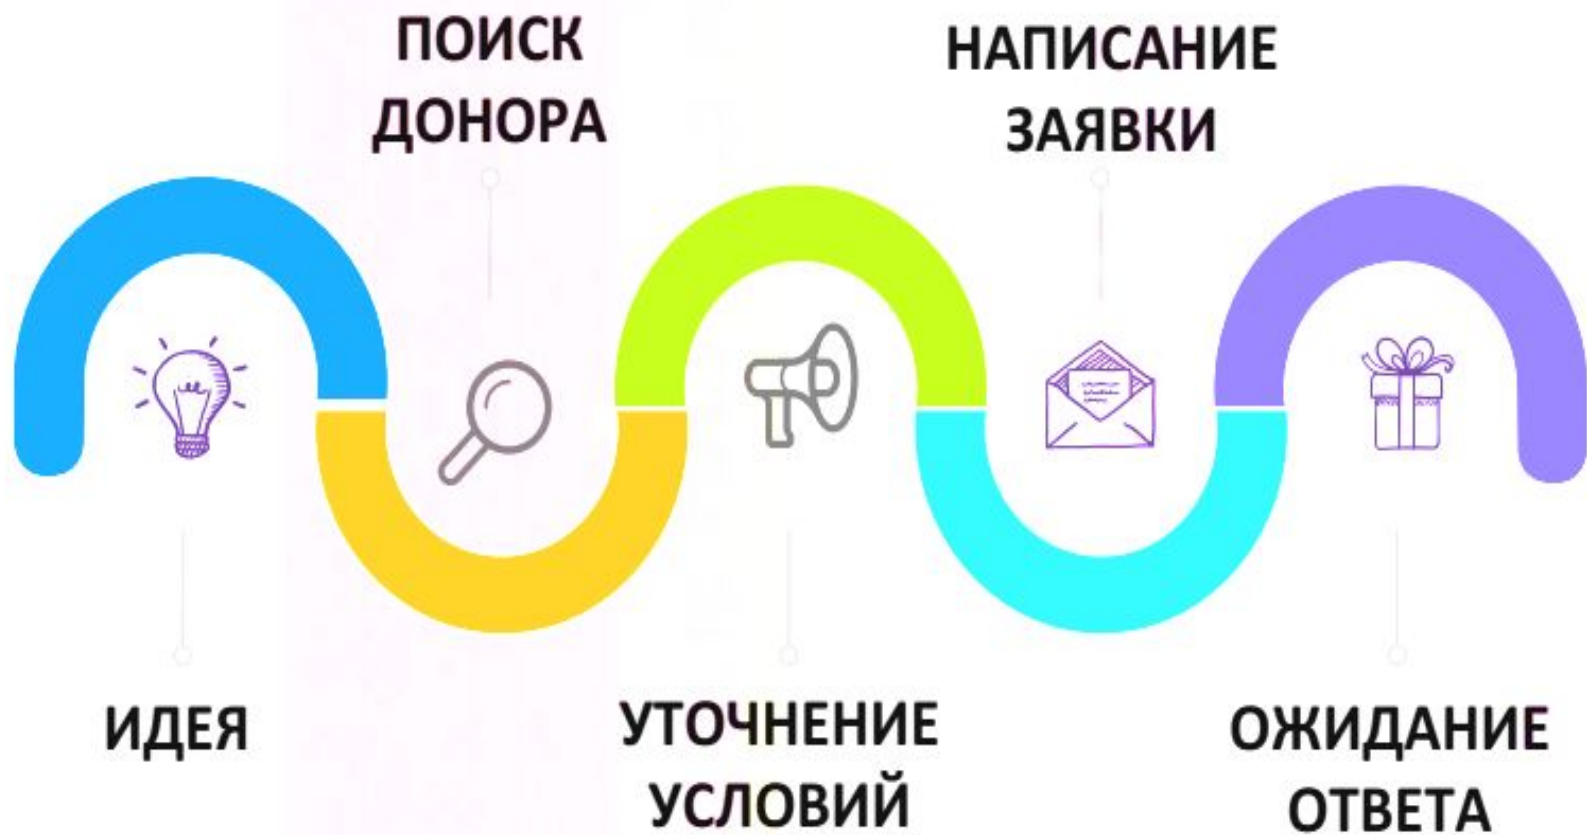 ПОИСК
ДОНОРА
НАПИСАНИЕ
ЗАЯВКИ
ИДЕЯ
УТОЧНЕНИЕ
УСЛОВИЙ
ОЖИДАНИЕ
ОТВЕТА